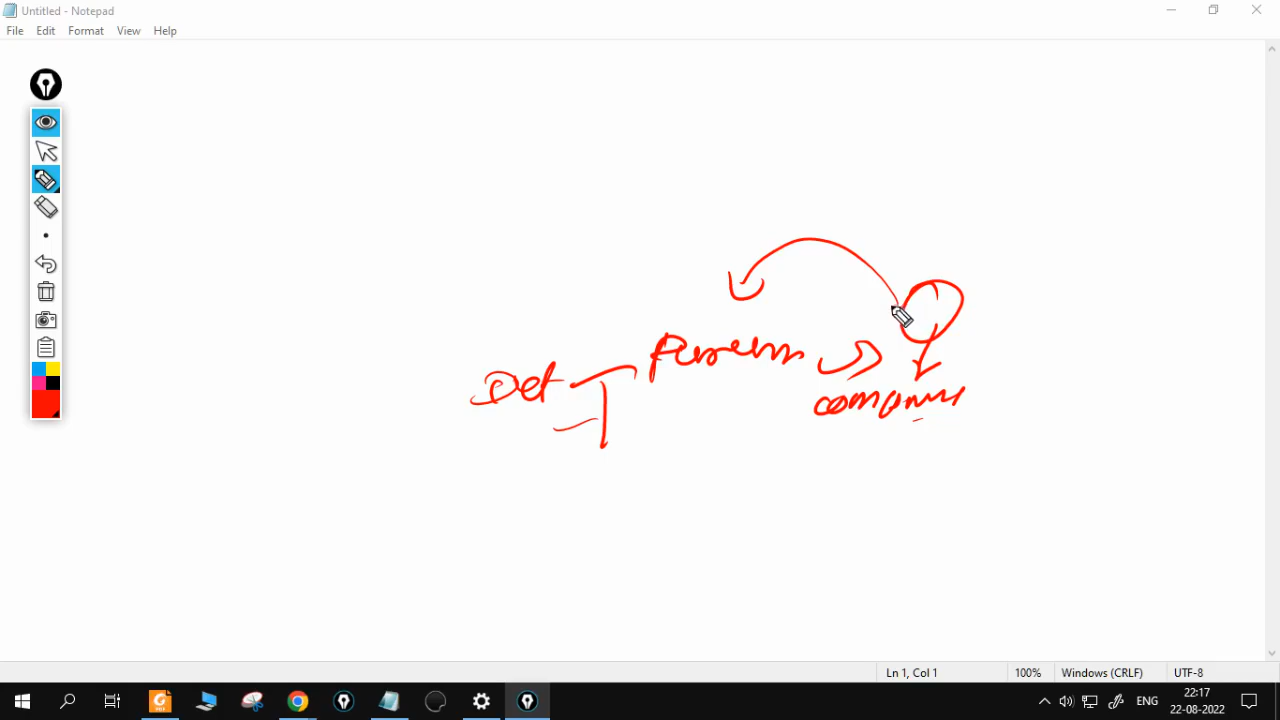 Untitled - Notepad
File Edit Format View Help
Det T
company
Ln 1, Col 1 100% Windows (CRLF) UTF-8
ENG 22:17
22-08-2022